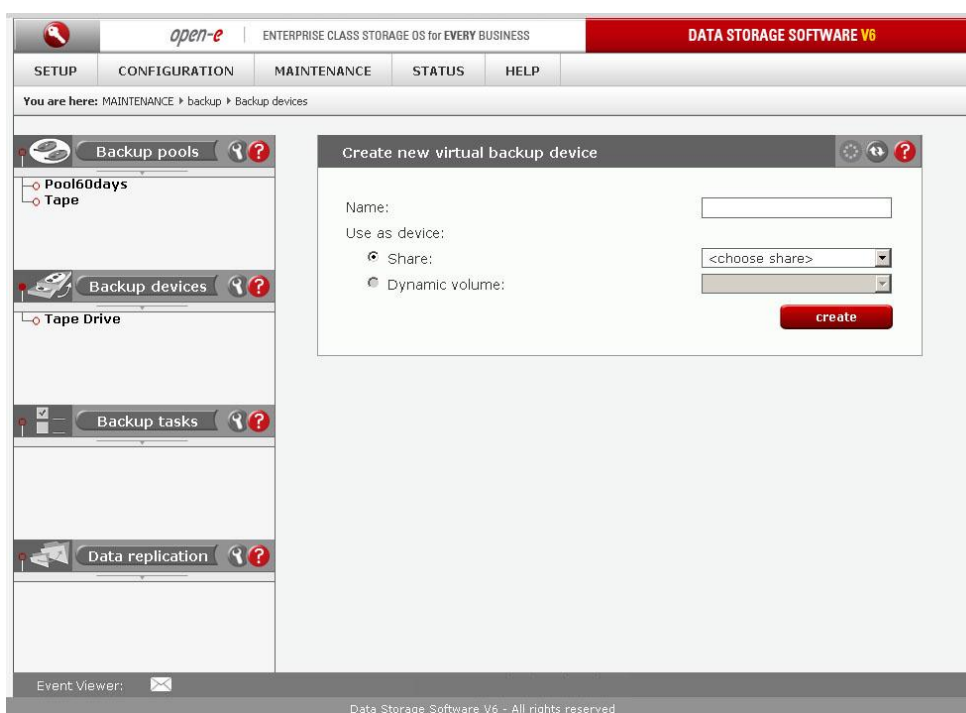 open-e ENTERPRISE CLASS STORAGE OS for EVERY BUSINESS DATA STORAGE SOFTWARE V6
SETUP CONFIGURATION MAINTENANCE STATUS HELP
You are here: MAINTENANCE backup Backup devices
Backup pools
Pool60days
Tape
Backup devices
Tape Drive
Backup tasks
Data replication
Create new virtual backup device
Name:
Use as device:
Share: <choose share>
Dynamic volume:
create
Event Viewer:
Data Storage Software V6 - All rights reserved